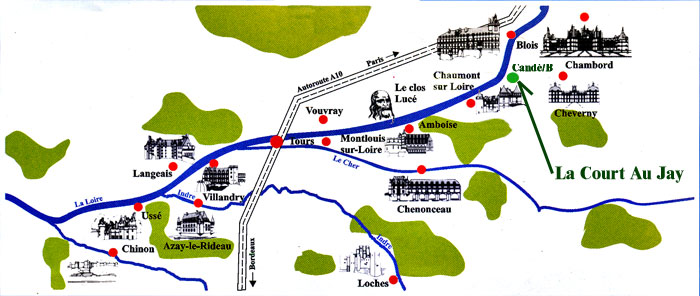 Blois
Paris
Autoroute A10
Candè/B
Chambord
Chaumont
sur Loire
Le clos
Lucé
Cheverny
Vouvray
Amboise
Tours
Montlouis
sur-Loire
Le Cher
La Court Au Jay
Langeais
Villandry
Chenonceau
La Loire
Indre
Ussé
Azay-le-Rideau
Chinon
Indre
Bordeaux
Loches